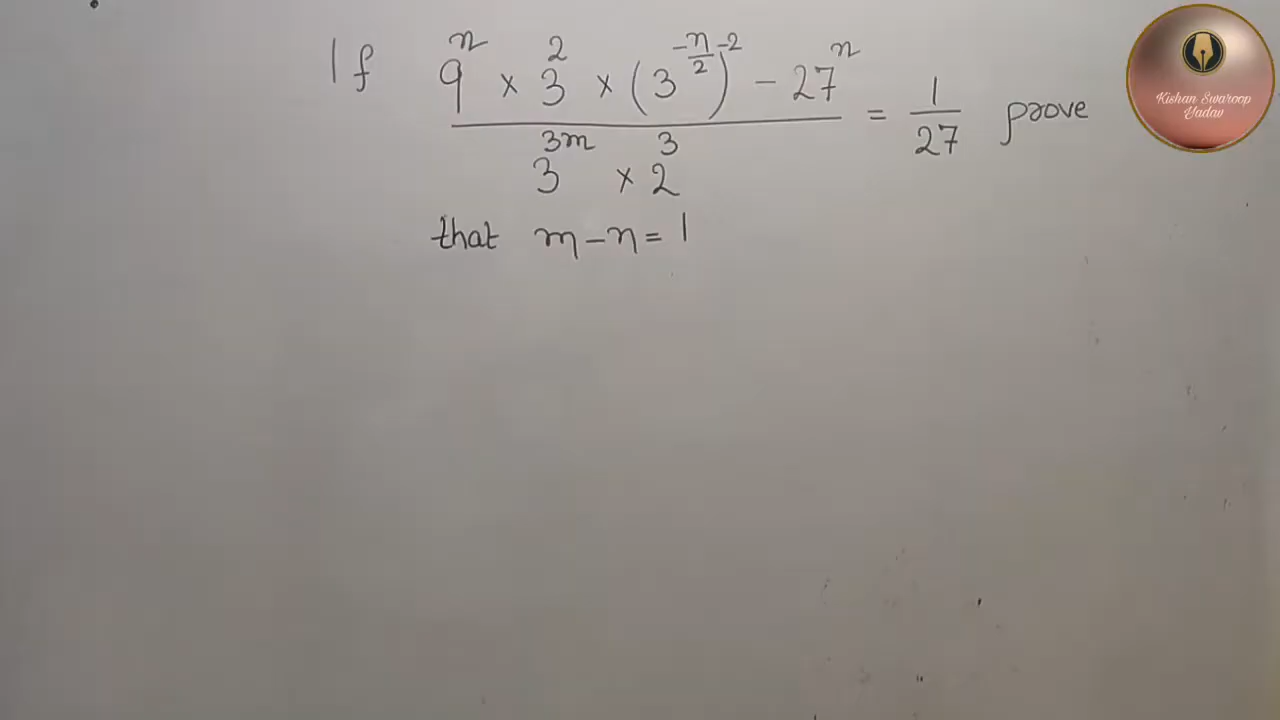 If 9^n × 3^2 × (3^{-n/2})^{-2} - 27^n / 3^{3m} × 2^3 = 1/27 prove
that m-n=1
Kishan Swaroop
Yadav